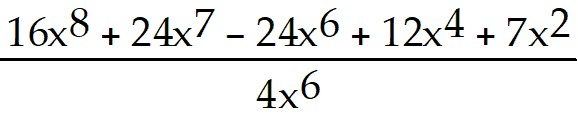 16x⁸ + 24x⁷ − 24x⁶ + 12x⁴ + 7x²
4x⁶